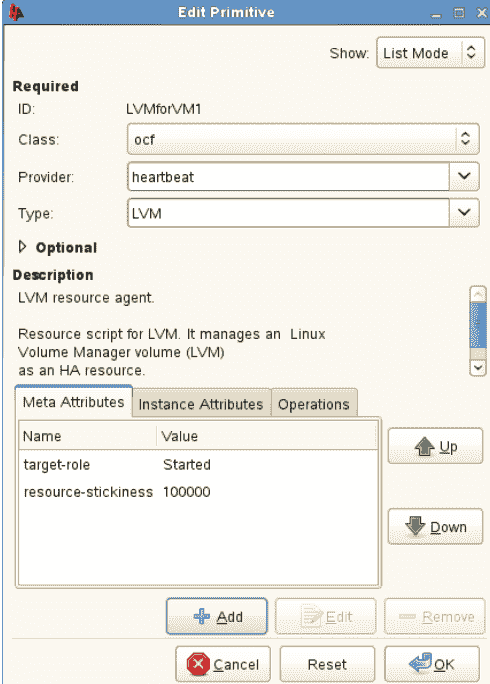 Edit Primitive
Show: List Mode
Required
ID: LVMforVM1
Class: ocf
Provider: heartbeat
Type: LVM
Optional
Description
LVM resource agent.
Resource script for LVM. It manages an Linux
Volume Manager volume (LVM)
as an HA resource.
Meta Attributes Instance Attributes Operations
Name Value
target-role Started
resource-stickiness 100000
Up
Down
Add Edit Remove
Cancel Reset OK